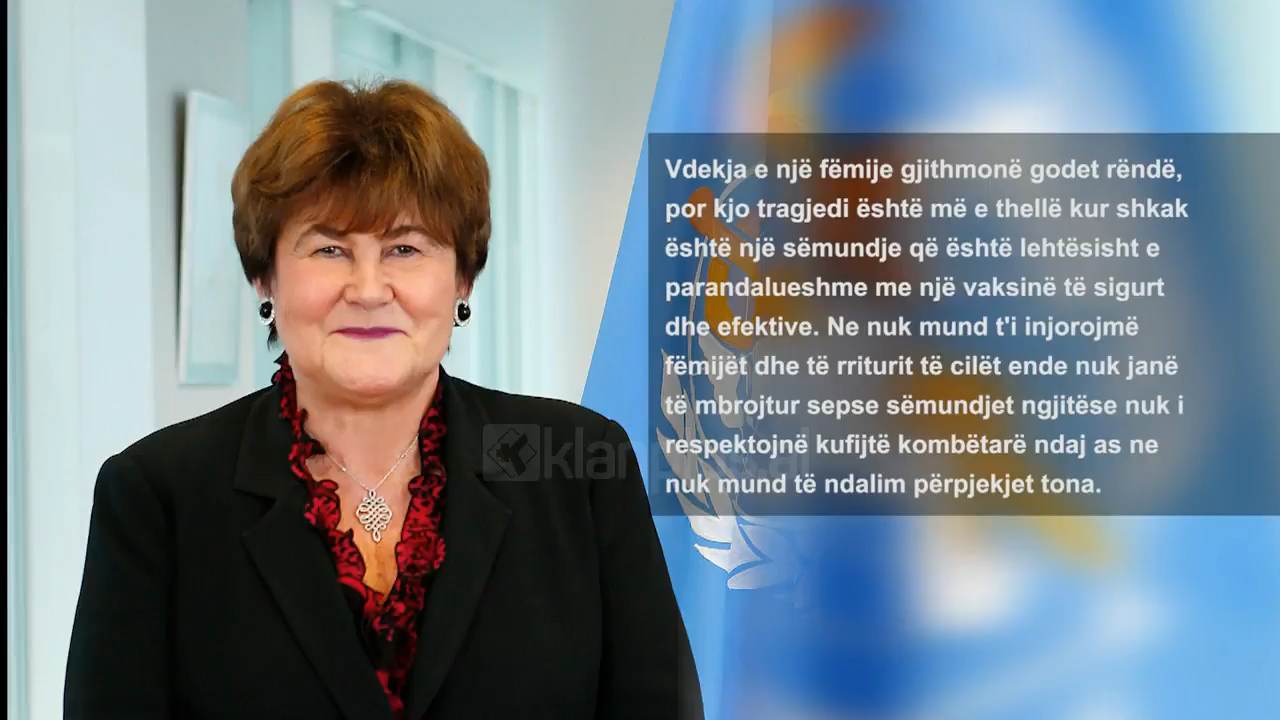 Vdekja e një fëmije gjithmonë godet rëndë,
por kjo tragjedi është më e thellë kur shkak
është një sëmundje që është lehtësisht e
parandalueshme me një vaksinë të sigurt
dhe efektive. Ne nuk mund t'i injorojmë
fëmijët dhe të rriturit të cilët ende nuk janë
të mbrojtur sepse sëmundjet ngjitëse nuk i
respektojnë kufijtë kombëtarë ndaj as ne
nuk mund të ndalim përpjekjet tona.